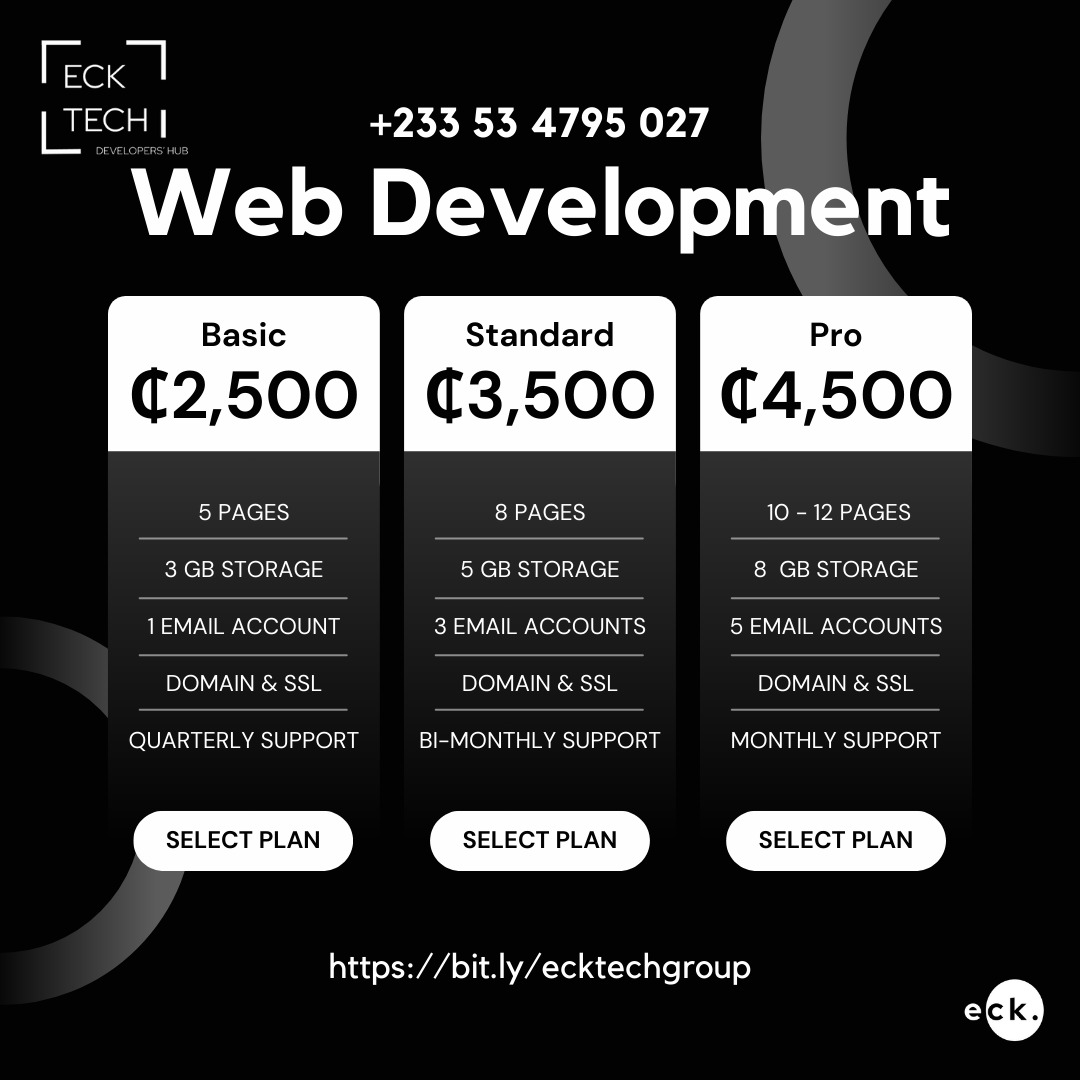 ECK
TECH
DEVELOPERS' HUB
+233 53 4795 027
Web Development
Basic
₵2,500
5 PAGES
3 GB STORAGE
1 EMAIL ACCOUNT
DOMAIN & SSL
QUARTERLY SUPPORT
SELECT PLAN
Standard
₵3,500
8 PAGES
5 GB STORAGE
3 EMAIL ACCOUNTS
DOMAIN & SSL
BI-MONTHLY SUPPORT
SELECT PLAN
Pro
₵4,500
10 - 12 PAGES
8 GB STORAGE
5 EMAIL ACCOUNTS
DOMAIN & SSL
MONTHLY SUPPORT
SELECT PLAN
https://bit.ly/ecktechgroup
eck.